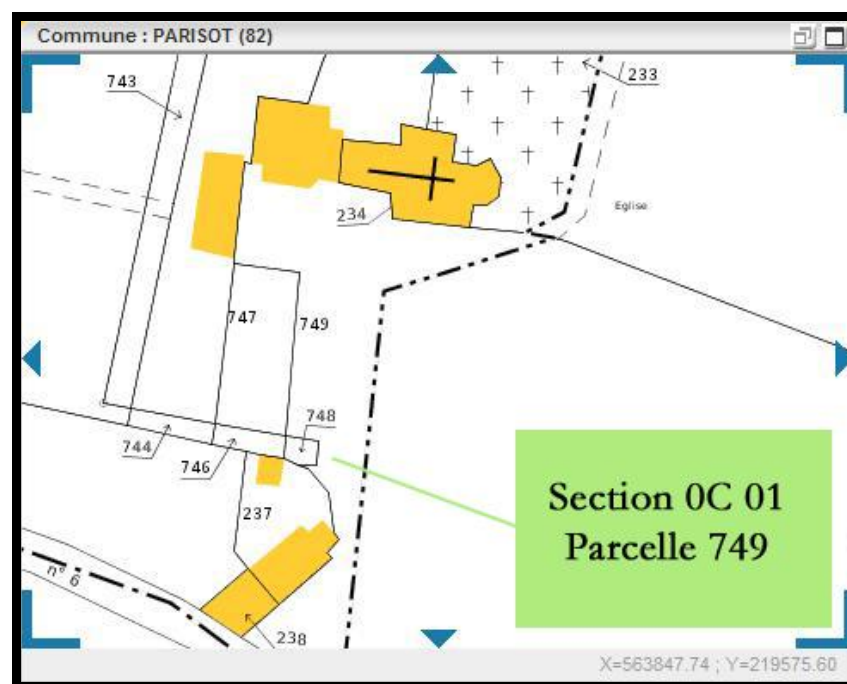 Commune : PARISOT (82)
743
233
234
Eglise
747
749
748
744
746
237
n° 6
238
Section 0C 01
Parcelle 749
X=563847.74 ; Y=219575.60